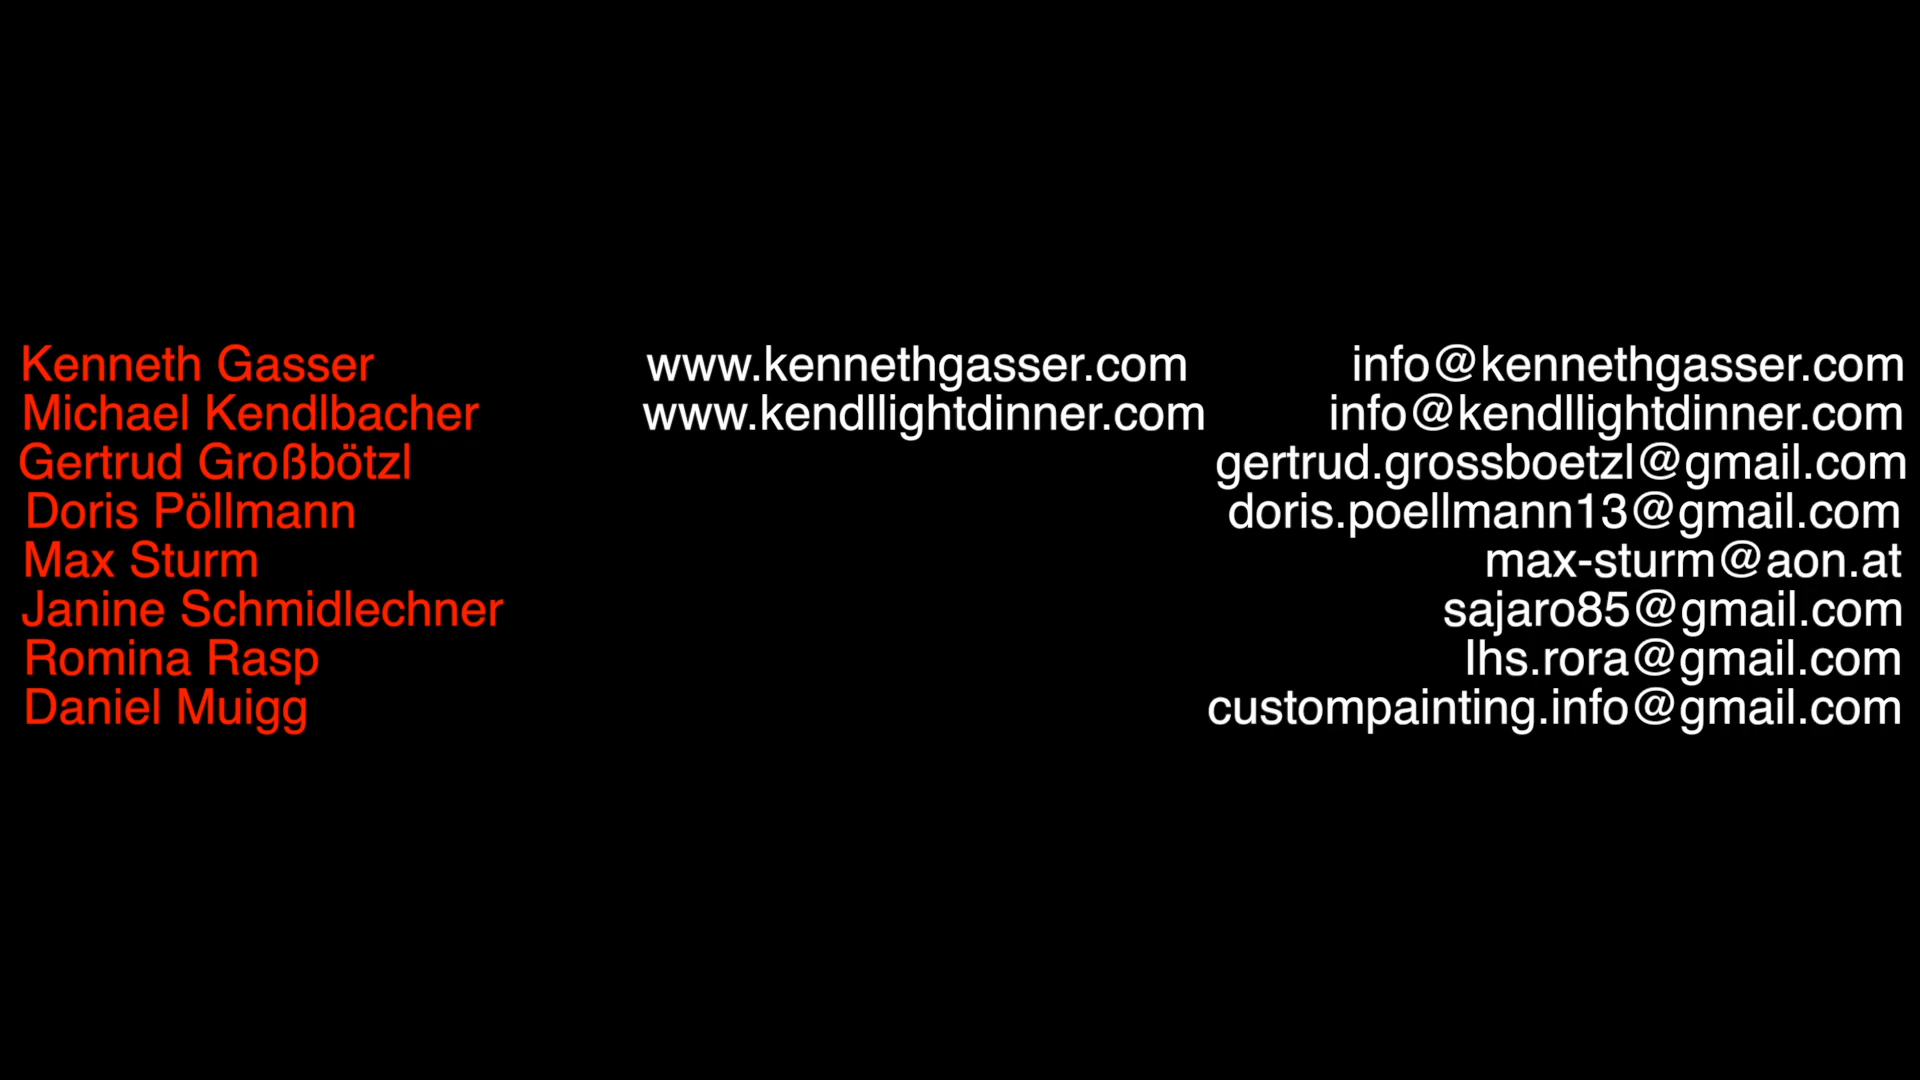 Kenneth Gasser www.kennethgasser.com info@kennethgasser.com
Michael Kendlbacher www.kendllightdinner.com info@kendllightdinner.com
Gertrud Großbötzl gertrud.grossboetzl@gmail.com
Doris Pöllmann doris.poellmann13@gmail.com
Max Sturm max-sturm@aon.at
Janine Schmidlechner sajaro85@gmail.com
Romina Rasp lhs.rora@gmail.com
Daniel Muigg custompainting.info@gmail.com